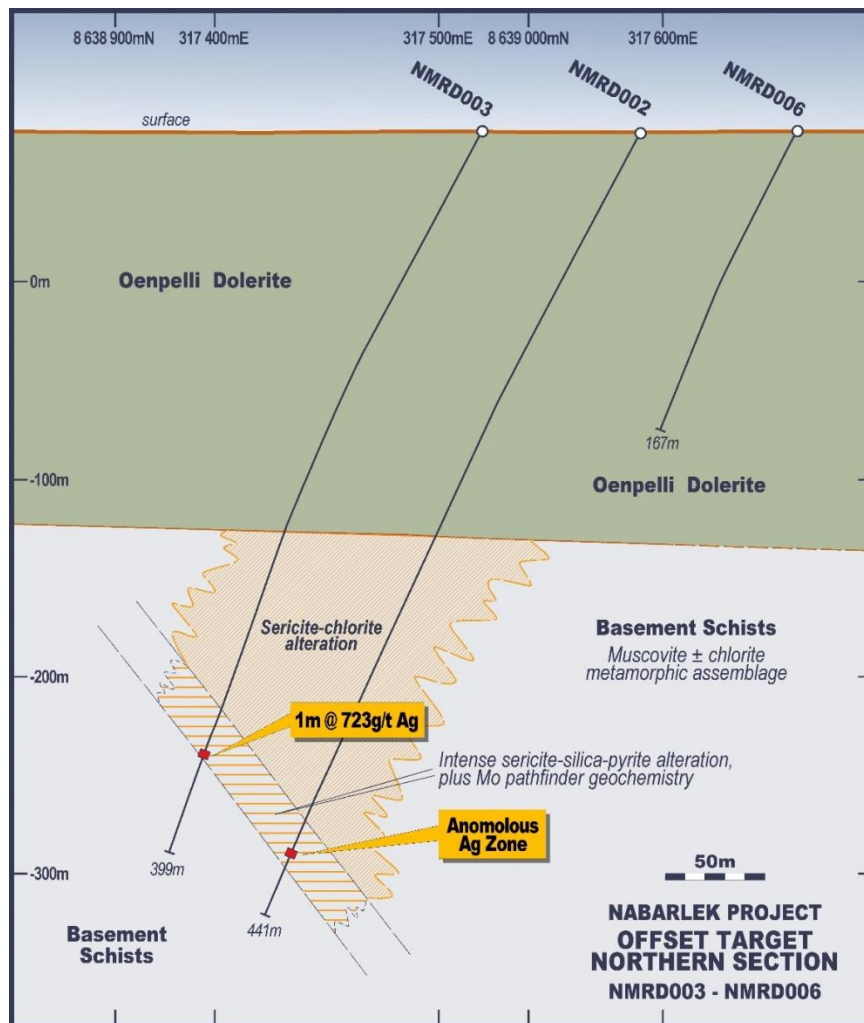 8 638 900mN
317 400mE
317 500mE
8 639 000mN
317 600mE
NMRD003
NMRD002
NMRD006
surface
Oenpelli Dolerite
0m
167m
-100m
Oenpelli Dolerite
Sericite-chlorite
alteration
Basement Schists
Muscovite ± chlorite
metamorphic assemblage
-200m
1m @ 723g/t Ag
Intense sericite-silica-pyrite alteration,
plus Mo pathfinder geochemistry
Anomolous
Ag Zone
399m
-300m
50m
441m
Basement
Schists
NABARLEK PROJECT
OFFSET TARGET
NORTHERN SECTION
NMRD003 - NMRD006